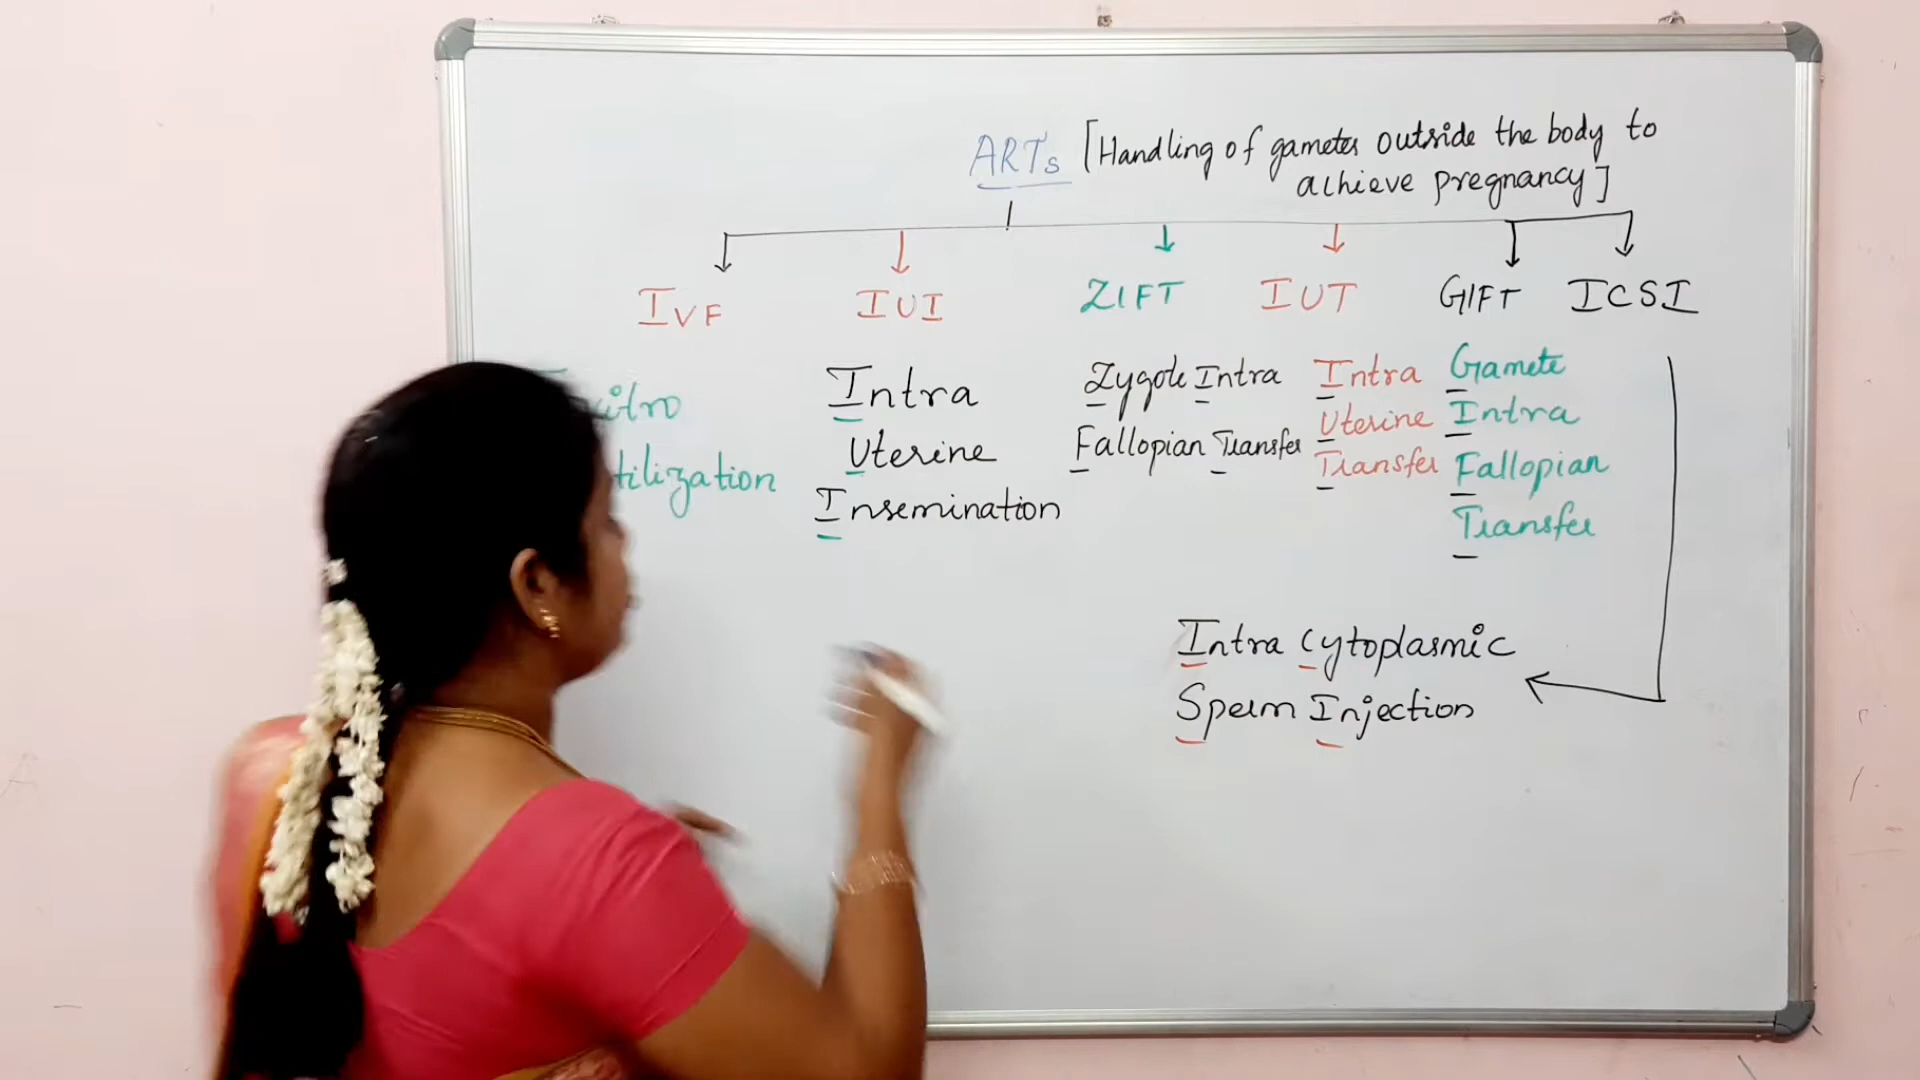 ARTs [Handling of gametes outside the body to
achieve pregnancy]
IVF IUI ZIFT IUT GIFT ICSI
Intra
Uterine
Insemination
Zygote Intra
Fallopian Transfer
Intra
Uterine
Transfer
Gamete
Intra
Fallopian
Transfer
Intra Cytoplasmic
Sperm Injection